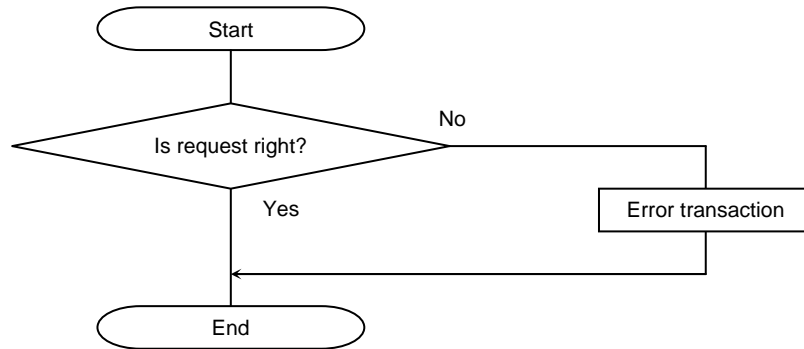 Start
No
Is request right?
Yes
Error transaction
End